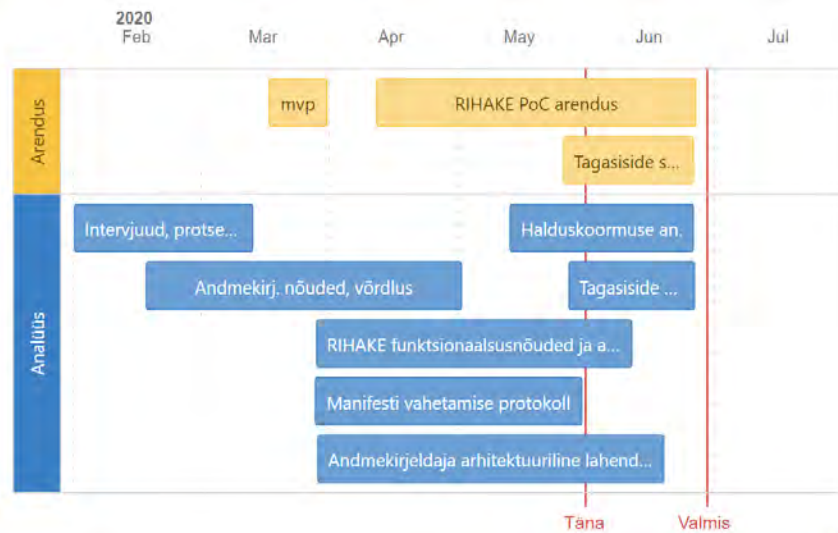 2020
Feb Mar Apr May Jun Jul
Arendus
mvp
RIHAKE PoC arendus
Tagasiside s...
Analüüs
Intervjuud, protse...
Halduskoormuse an.
Andmekirj. nõuded, võrdlus
Tagasiside ...
RIHAKE funktsionaalsusnõuded ja a...
Manifesti vahetamise protokoll
Andmekirjeldaja arhitektuuriline lahend...
Täna Valmis